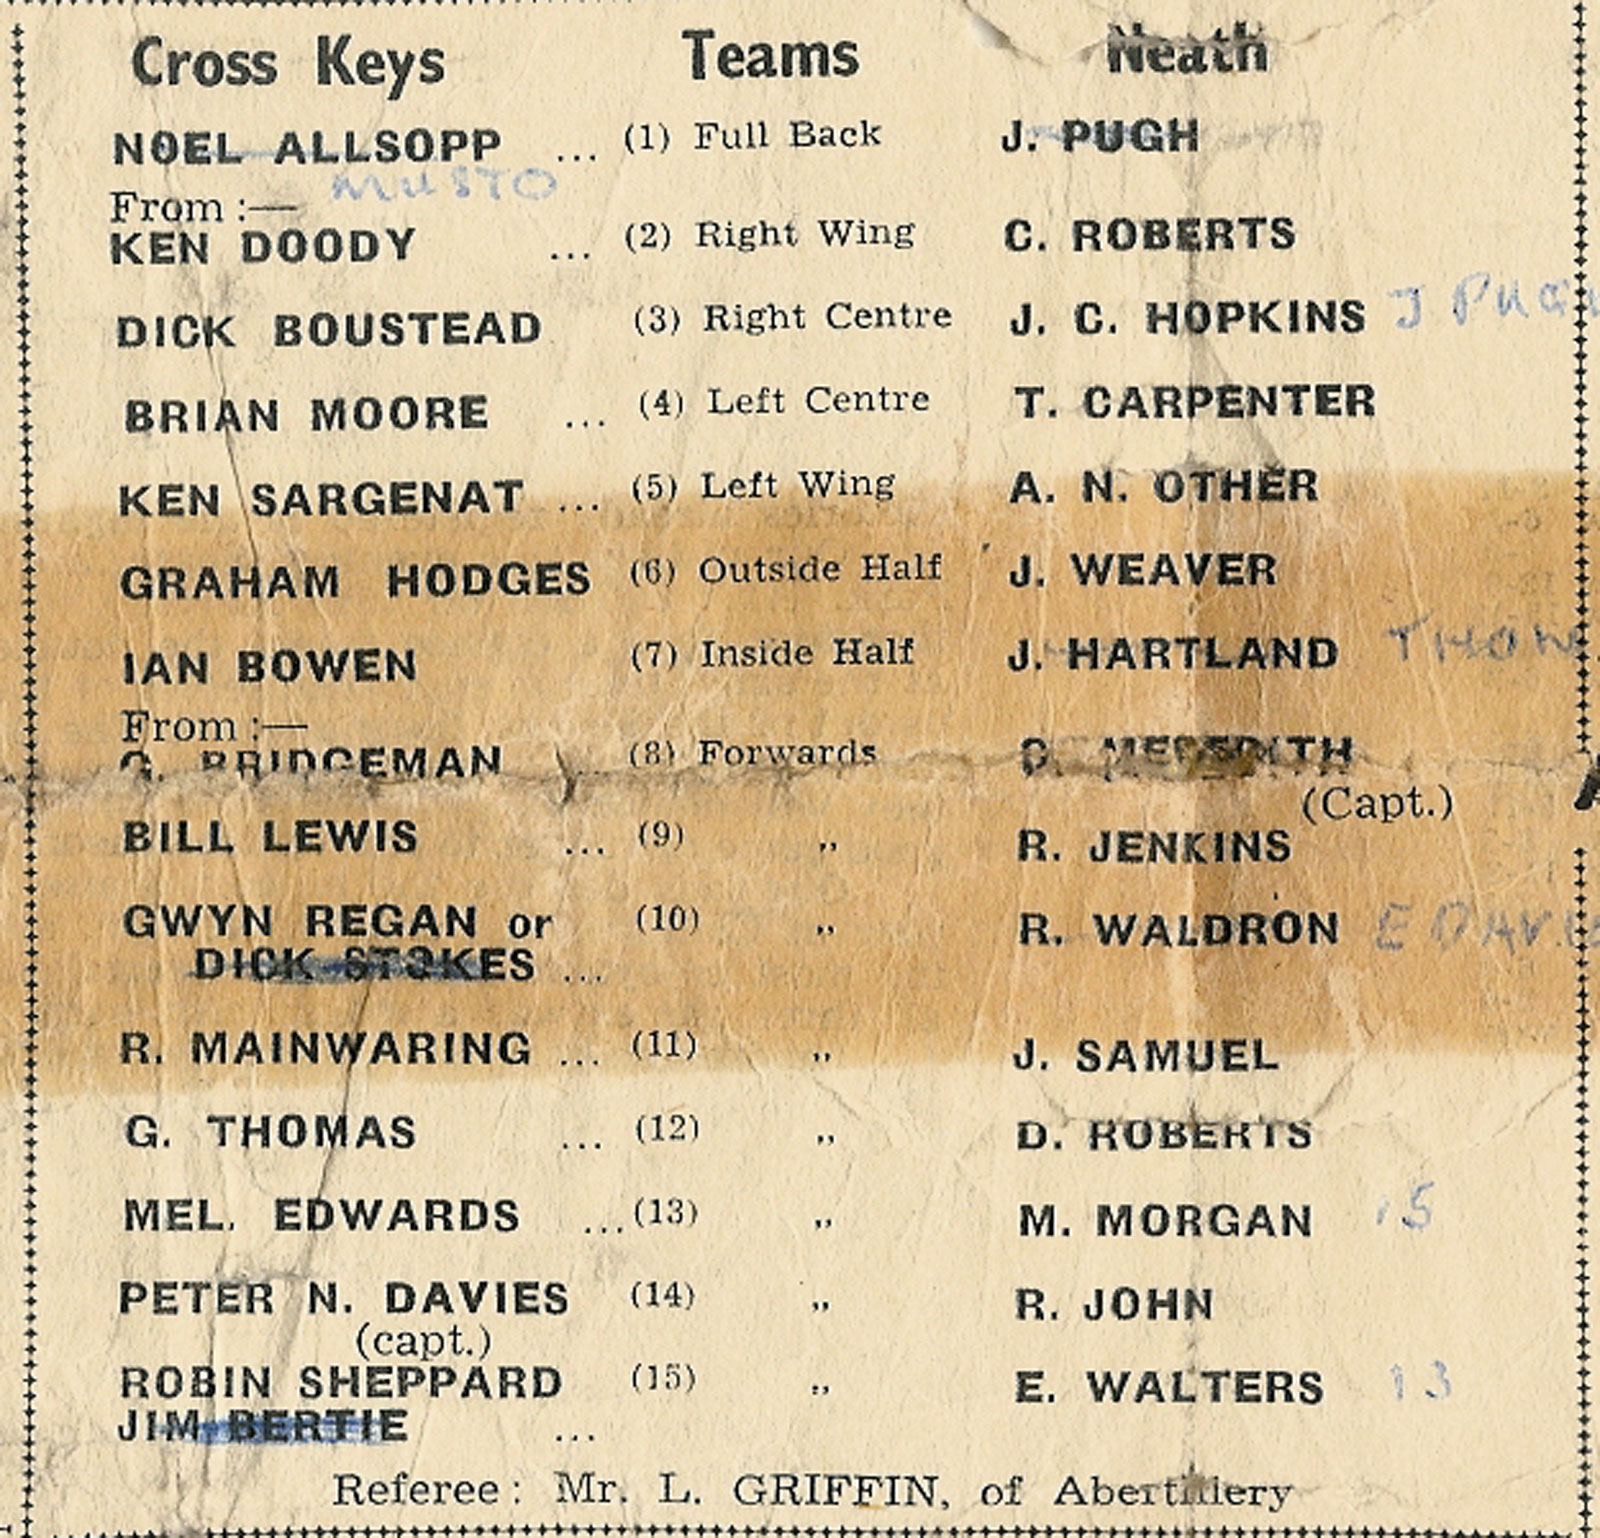 Cross Keys Teams Neath
NOEL ALLSOPP ... (1) Full Back J. PUGH
MUSTO
From :—
KEN DOODY ... (2) Right Wing C. ROBERTS
DICK BOUSTEAD (3) Right Centre J. C. HOPKINS J PUGH
BRIAN MOORE ... (4) Left Centre T. CARPENTER
KEN SARGENAT ... (5) Left Wing A. N. OTHER
GRAHAM HODGES (6) Outside Half J. WEAVER
IAN BOWEN (7) Inside Half J. HARTLAND THOM
From :—
G. BRIDGEMAN ... (8) Forwards MEREDITH
(Capt.)
BILL LEWIS ... (9) „ R. JENKINS
GWYN REGAN or (10) „ R. WALDRON E DAVIE
DICK STOKES ...
R. MAINWARING ... (11) „ J. SAMUEL
G. THOMAS ... (12) „ D. ROBERTS
MEL. EDWARDS ... (13) „ M. MORGAN 15
PETER N. DAVIES (14) „ R. JOHN
(capt.)
ROBIN SHEPPARD (15) „ E. WALTERS 13
JIM BERTIE ...
Referee : Mr. L. GRIFFIN, of Abertillery